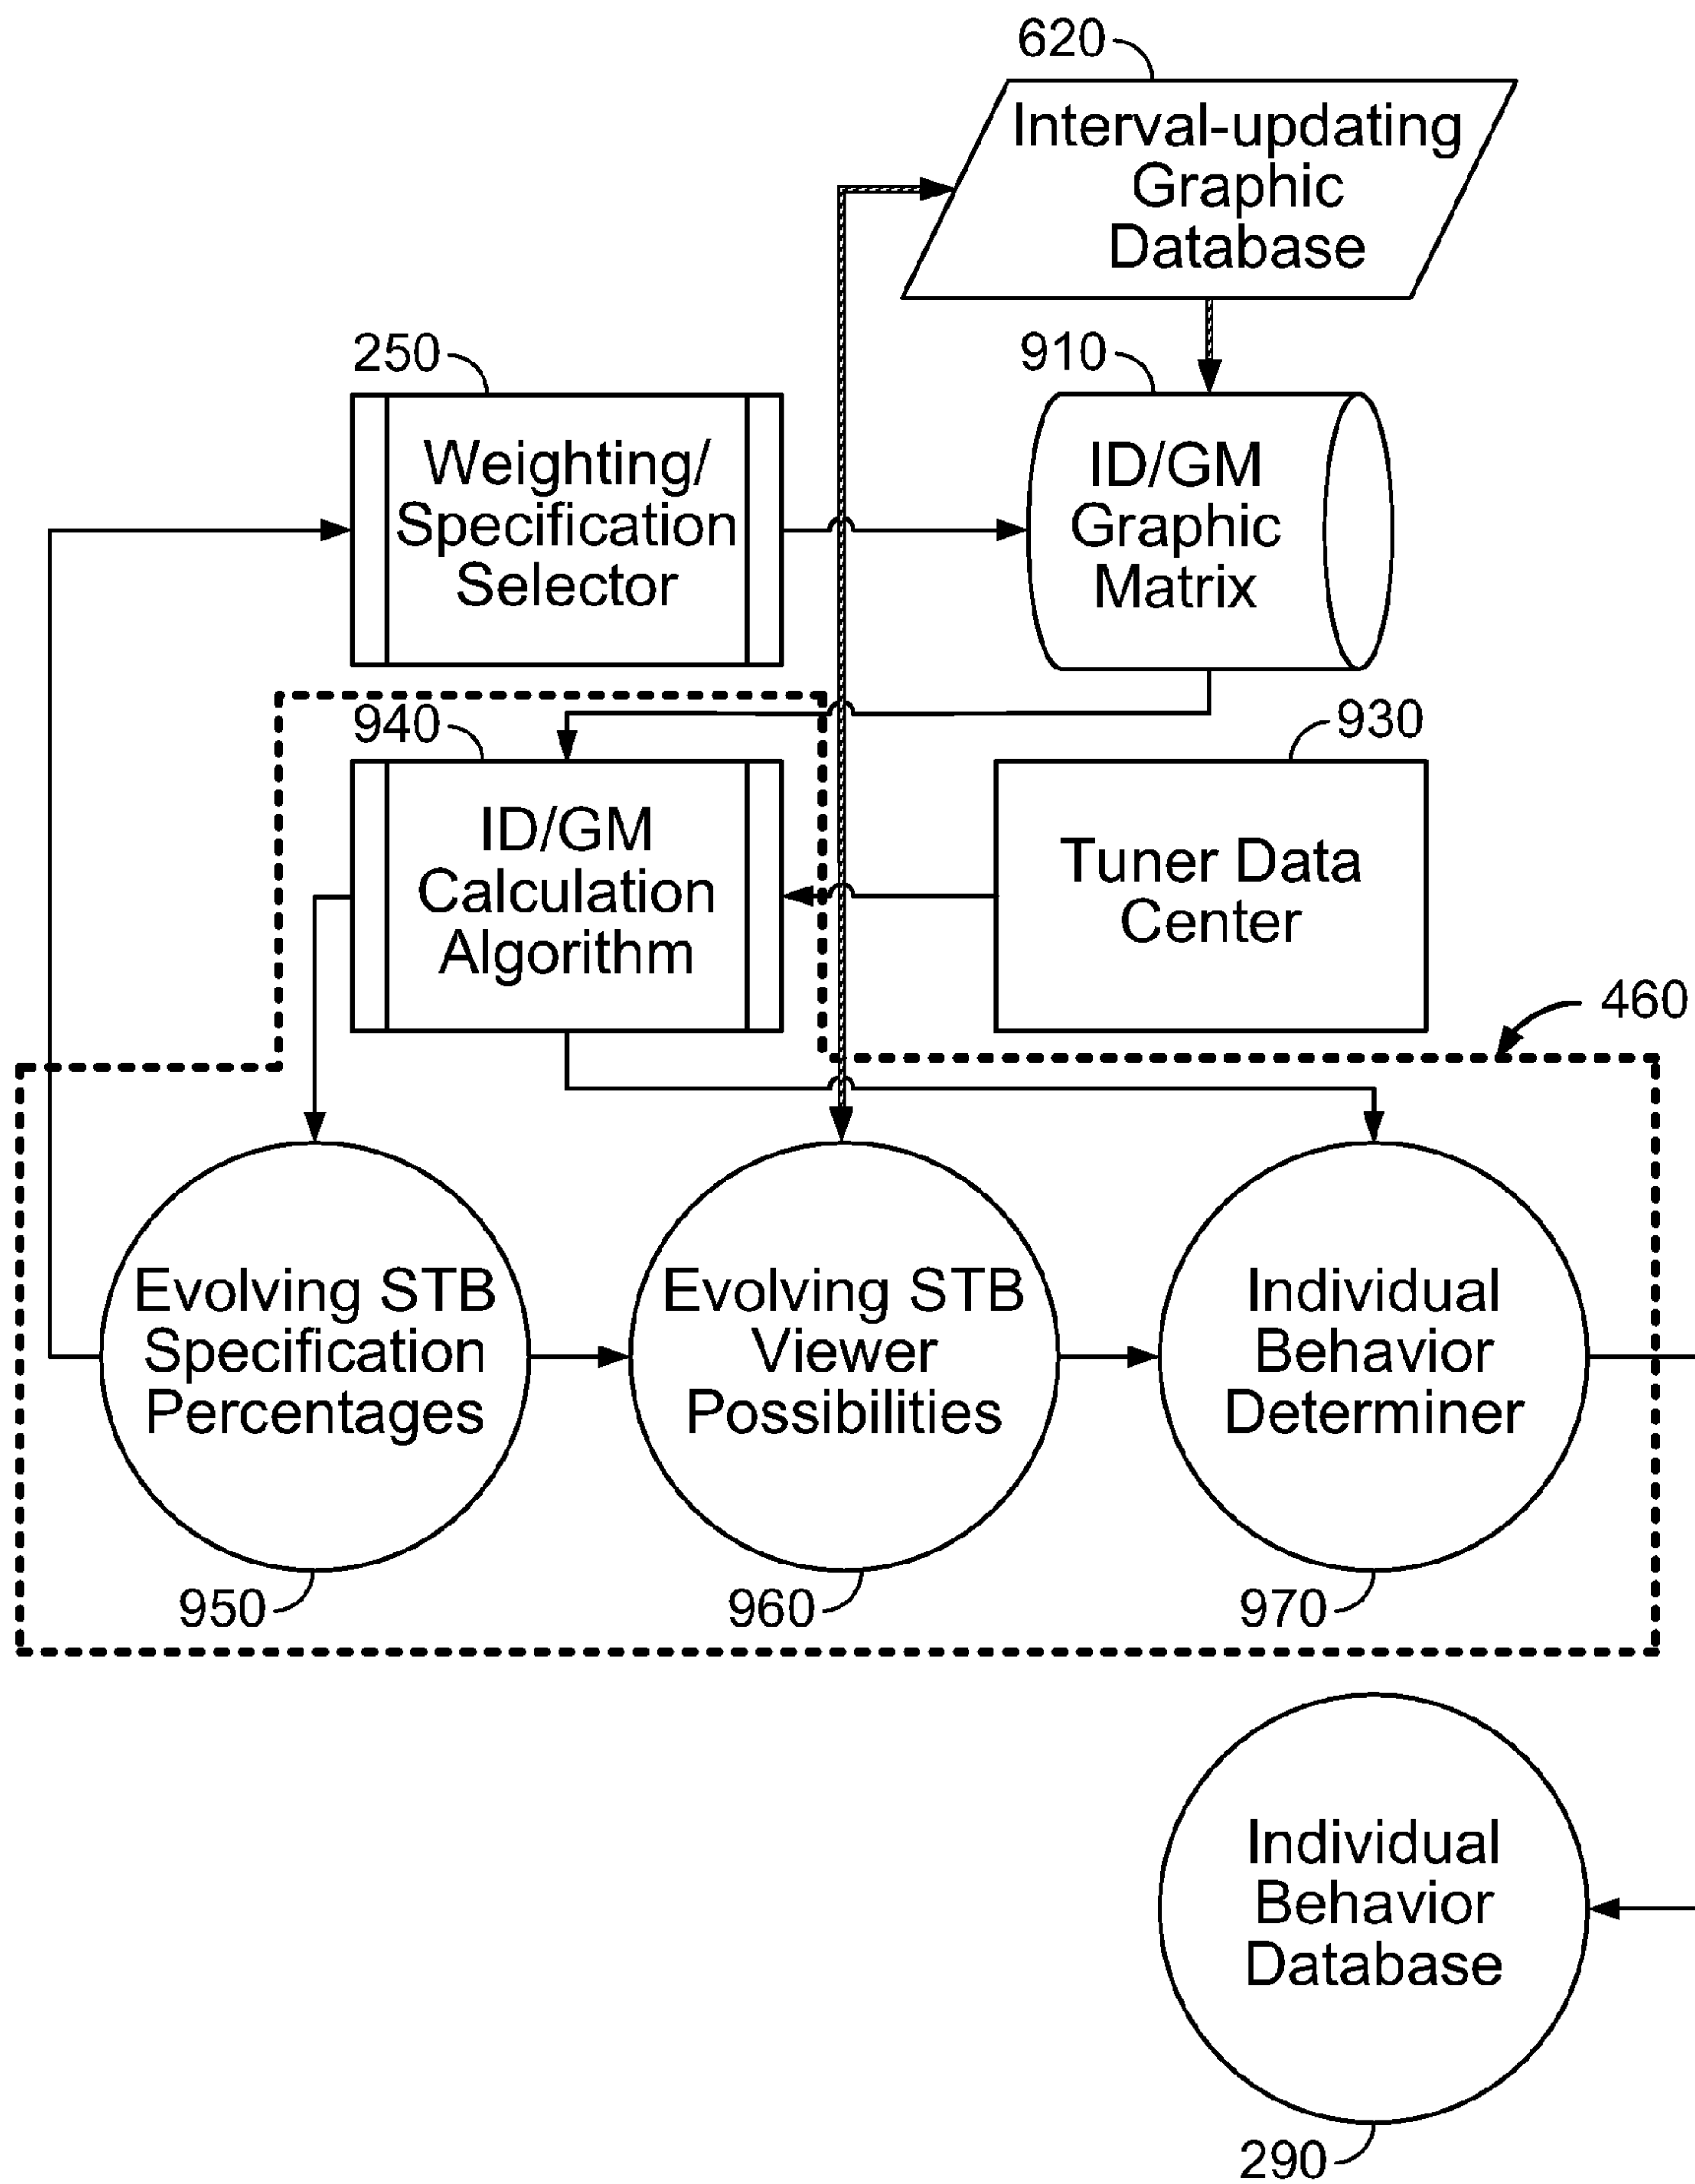 620
Interval-updating
Graphic
Database
250
910
Weighting/
Specification
Selector
ID/GM
Graphic
Matrix
940
930
ID/GM
Calculation
Algorithm
Tuner Data
Center
460
Evolving STB
Specification
Percentages
Evolving STB
Viewer
Possibilities
Individual
Behavior
Determiner
950
960
970
Individual
Behavior
Database
290